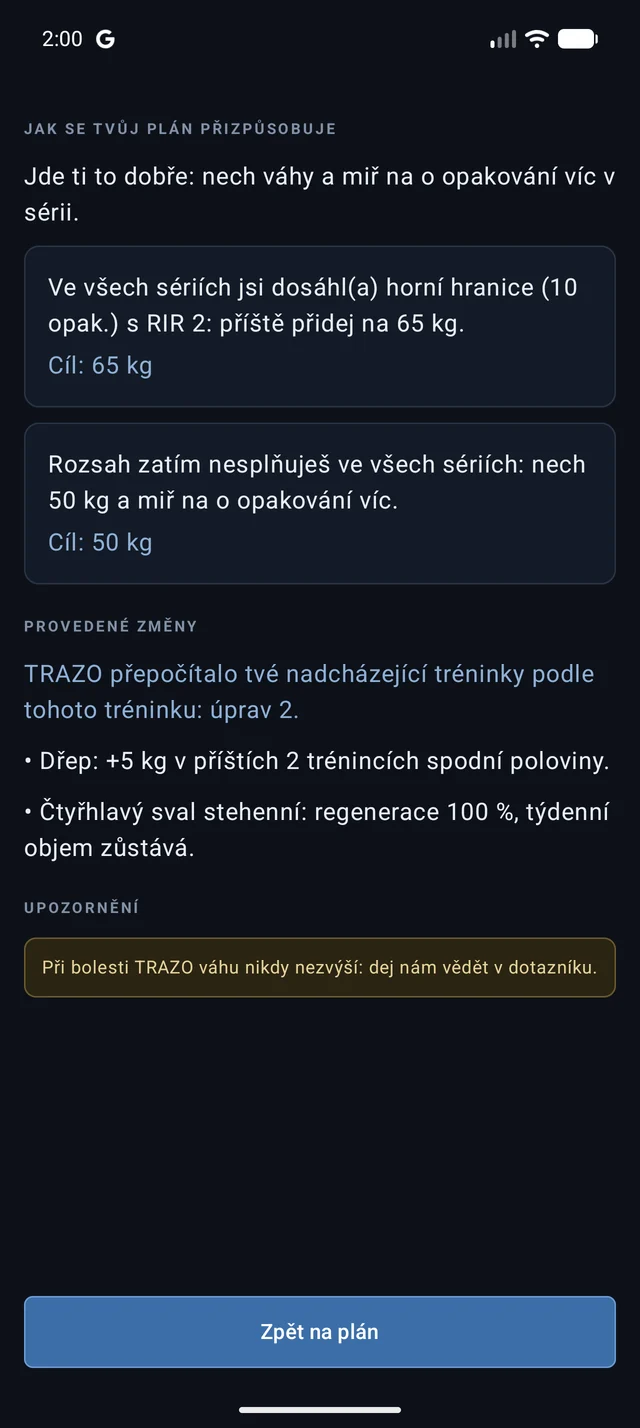 2:00 G
JAK SE TVŮJ PLÁN PŘIZPŮSOBUJE
Jde ti to dobře: nech váhy a miř na o opakování víc v
sérii.
Ve všech sériích jsi dosáhl(a) horní hranice (10
opak.) s RIR 2: příště přidej na 65 kg.
Cíl: 65 kg
Rozsah zatím nesplňuješ ve všech sériích: nech
50 kg a miř na o opakování víc.
Cíl: 50 kg
PROVEDENÉ ZMĚNY
TRAZO přepočítalo tvé nadcházející tréninky podle
tohoto tréninku: úprav 2.
• Dřep: +5 kg v příštích 2 trénincích spodní poloviny.
• Čtyřhlavý sval stehenní: regenerace 100 %, týdenní
objem zůstává.
UPOZORNĚNÍ
Při bolesti TRAZO váhu nikdy nezvýší: dej nám vědět v dotazníku.
Zpět na plán